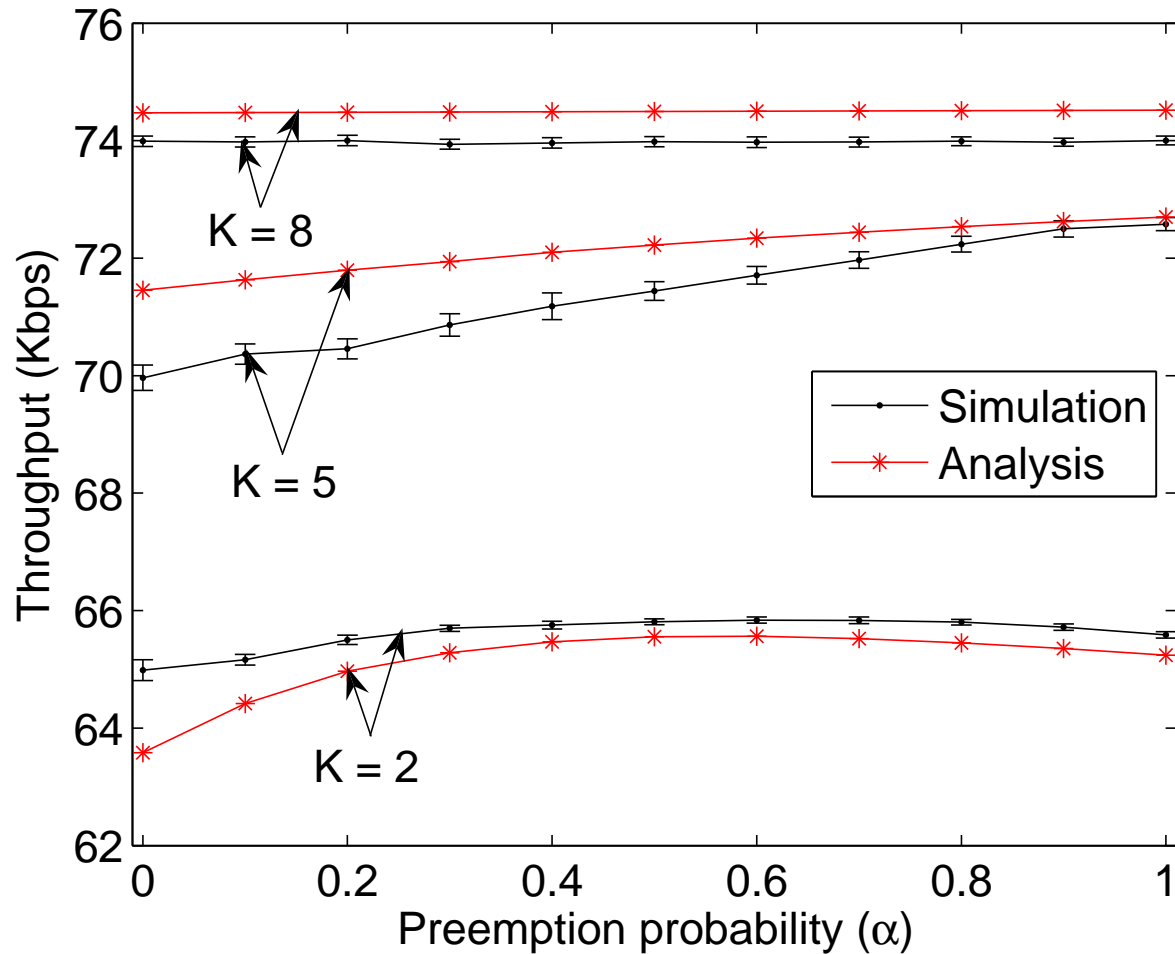 76
74
72
70
68
66
64
62
Throughput (Kbps)
K = 8
K = 5
K = 2
Simulation
Analysis
0
0.2
0.4
0.6
0.8
1
Preemption probability (α)